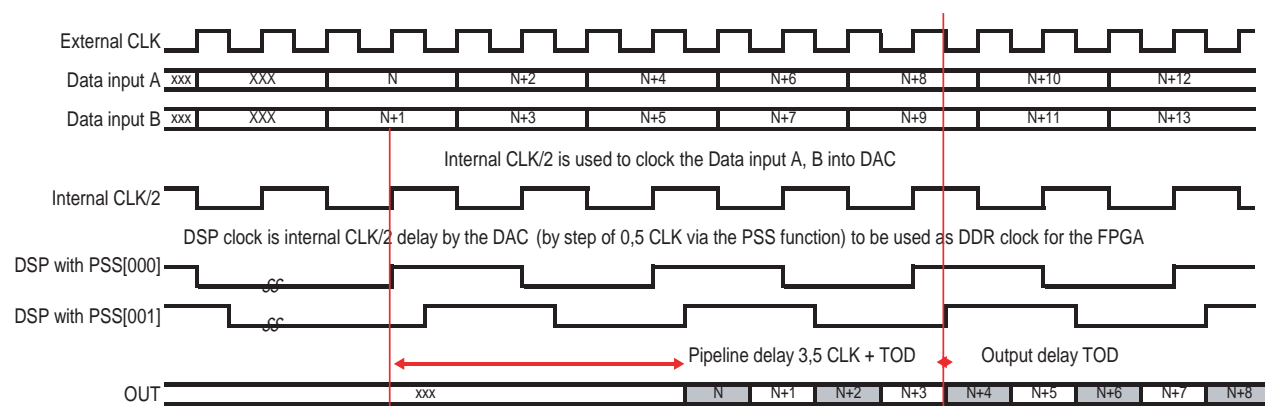 External CLK
Data input A xxx XXX N N+2 N+4 N+6 N+8 N+10 N+12
Data input B xxx XXX N+1 N+3 N+5 N+7 N+9 N+11 N+13
Internal CLK/2 is used to clock the Data input A, B into DAC
Internal CLK/2
DSP clock is internal CLK/2 delay by the DAC (by step of 0,5 CLK via the PSS function) to be used as DDR clock for the FPGA
DSP with PSS[000]
DSP with PSS[001]
Pipeline delay 3,5 CLK + TOD Output delay TOD
OUT xxx N N+1 N+2 N+3 N+4 N+5 N+6 N+7 N+8